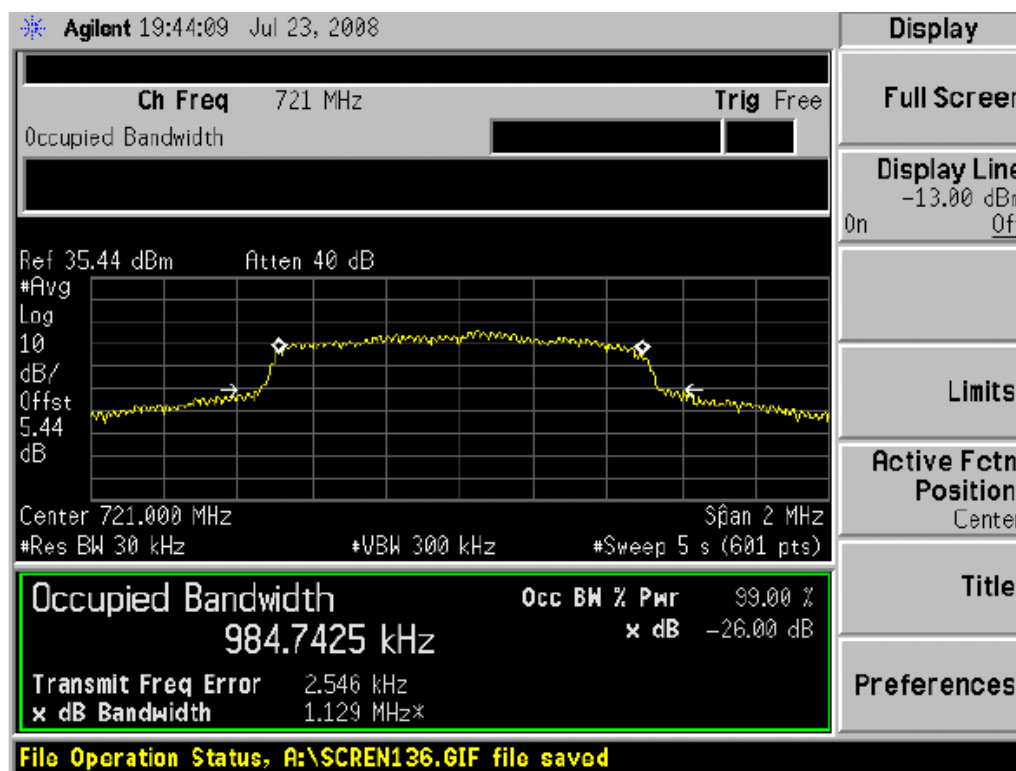 Agilent 19:44:09 Jul 23, 2008
Display
Ch Freq 721 MHz
Trig Free
Occupied Bandwidth
Full Screen
Display Line
-13.00 dBm
On Off
Ref 35.44 dBm Atten 40 dB
#Avg
Log
10
dB/
Offst
5.44
dB
Limits
Active Fctn
Position
Center
Center 721.000 MHz
Span 2 MHz
#Res BW 30 kHz
#VBW 300 kHz
#Sweep 5 s (601 pts)
Title
Occupied Bandwidth
984.7425 kHz
Occ BW % Pwr 99.00 %
x dB -26.00 dB
Transmit Freq Error 2.546 kHz
x dB Bandwidth 1.129 MHz*
Preferences
File Operation Status, A:\SCREN136.GIF file saved